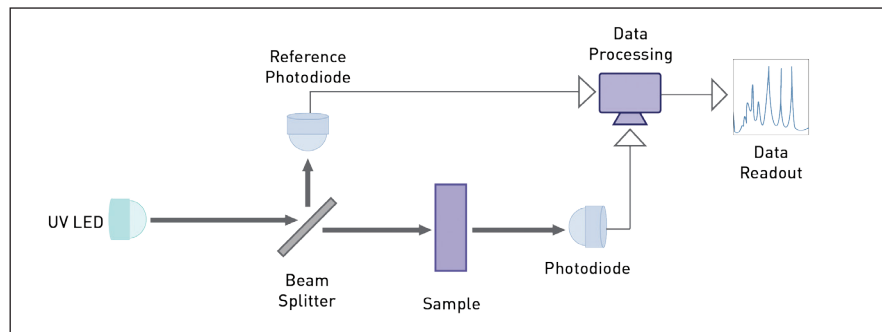 Data
Processing
Reference
Photodiode
Data
Readout
UV LED
Photodiode
Beam
Splitter
Sample